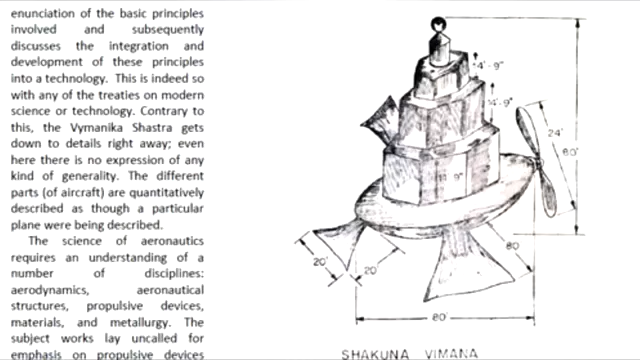 enunciation of the basic principles
involved and subsequently
discusses the integration and
development of these principles
into a technology. This is indeed so
with any of the treaties on modern
science or technology. Contrary to
this, the Vymanika Shastra gets
down to details right away; even
here there is no expression of any
kind of generality. The different
parts (of aircraft) are quantitatively
described as though a particular
plane were being described.
The science of aeronautics
requires an understanding of a
number of disciplines:
aerodynamics, aeronautical
structures, propulsive devices,
materials, and metallurgy. The
subject works lay uncalled for
emphasis on propulsive devices
4'-9"
14'-9"
24'
80'
20'
20'
80
80'
SHAKUNA VIMANA